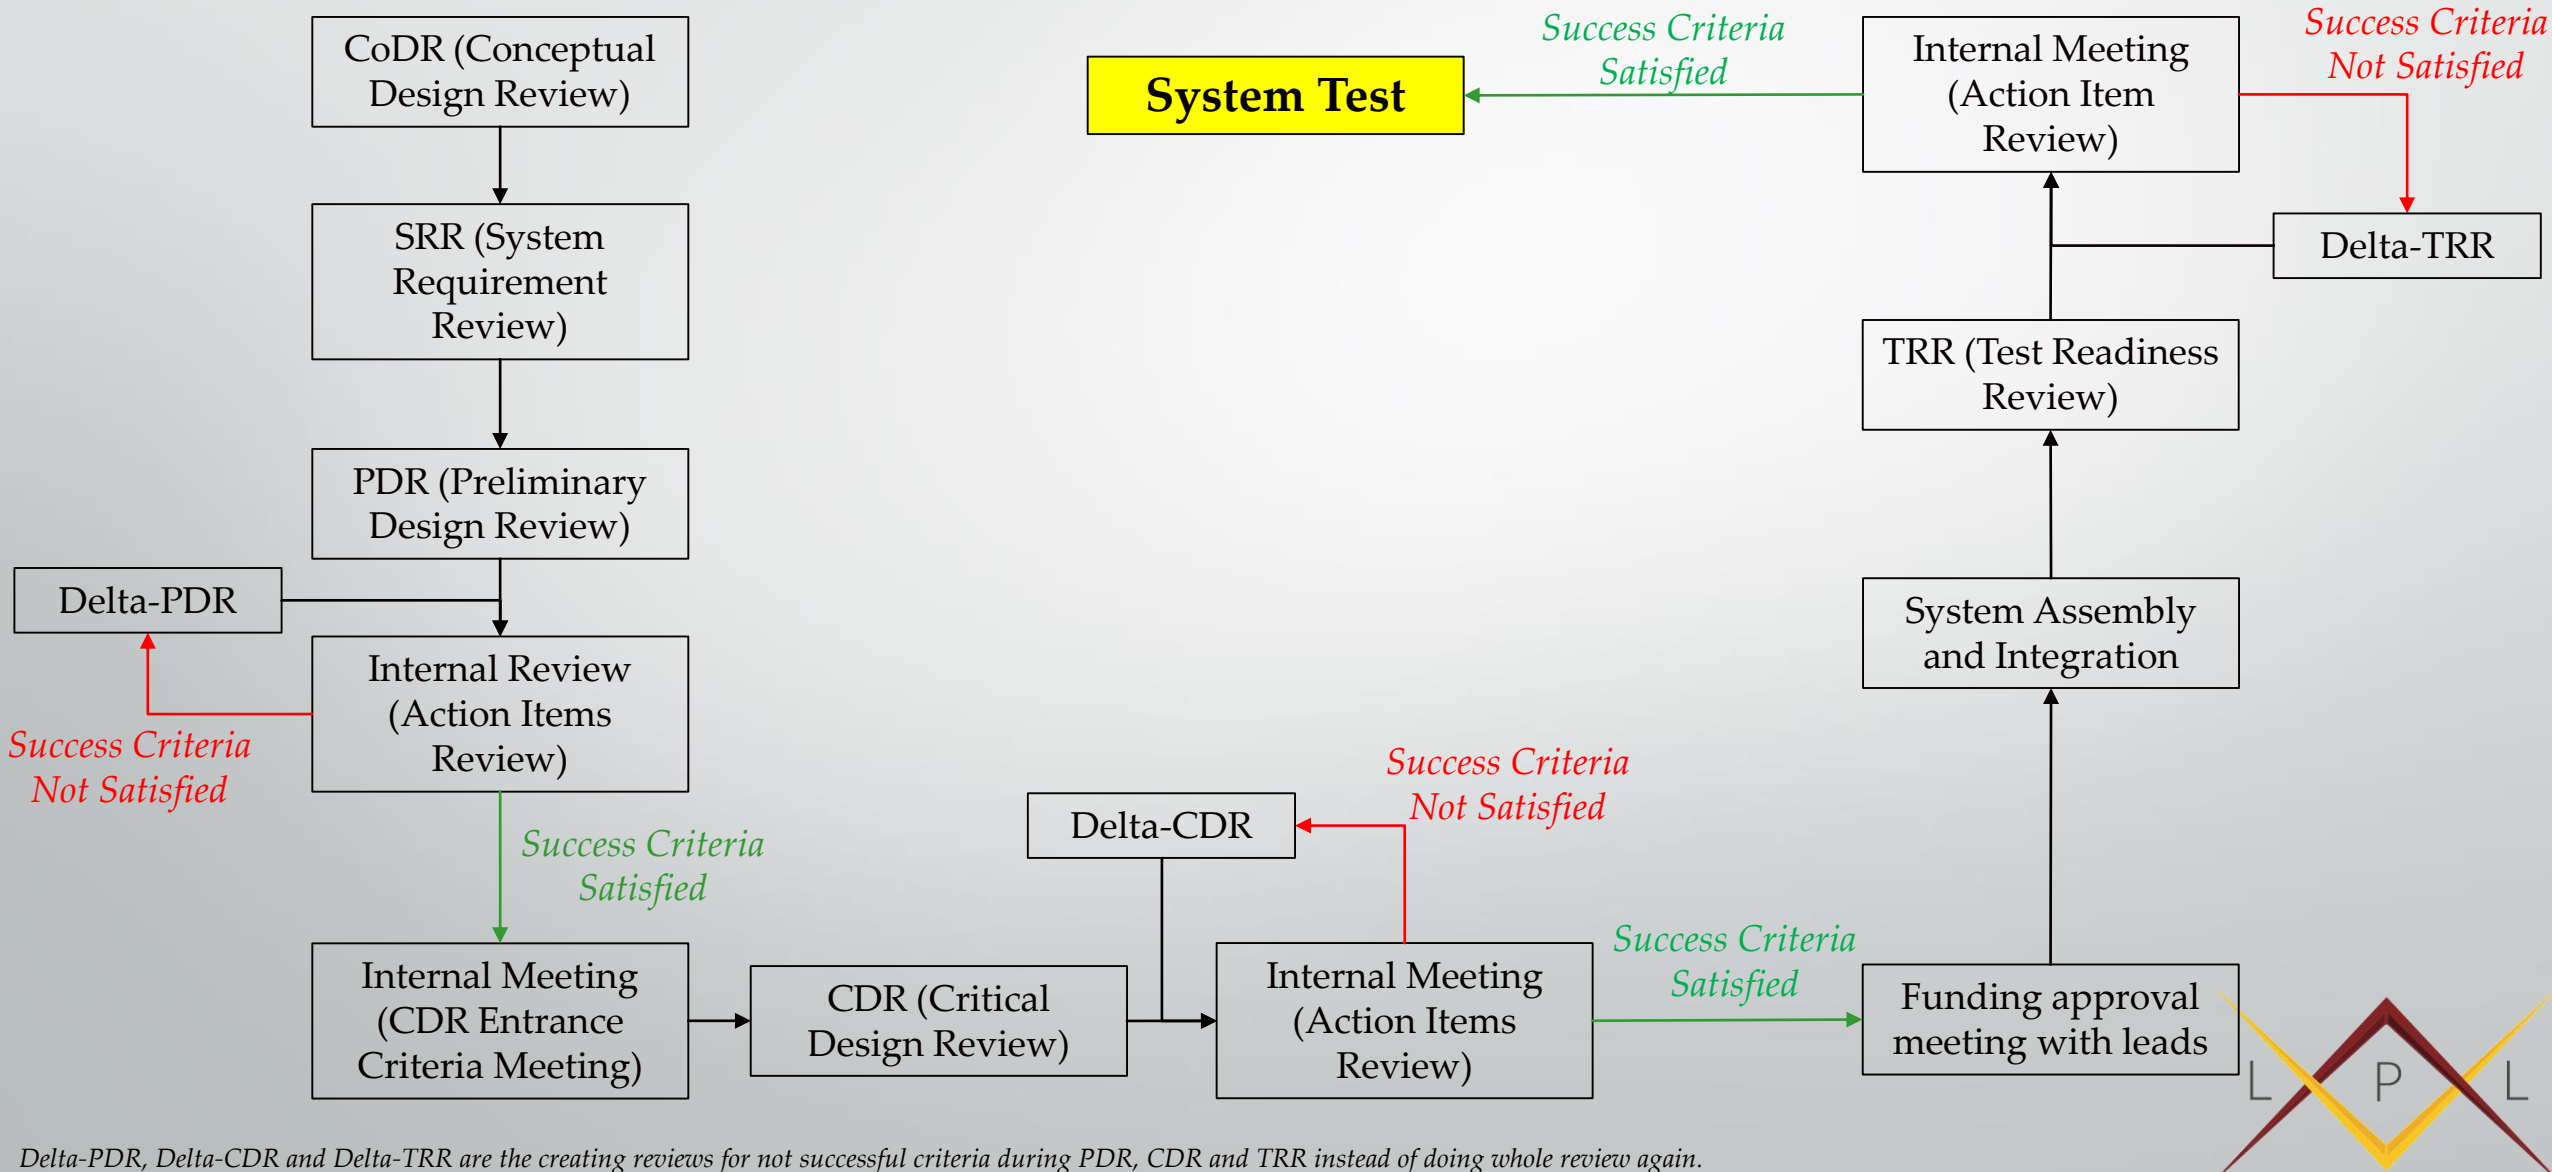 CoDR (Conceptual
Design Review)
SRR (System
Requirement
Review)
PDR (Preliminary
Design Review)
Delta-PDR
Internal Review
(Action Items
Review)
Success Criteria
Not Satisfied
Success Criteria
Satisfied
Internal Meeting
(CDR Entrance
Criteria Meeting)
CDR (Critical
Design Review)
Delta-CDR
Success Criteria
Not Satisfied
Internal Meeting
(Action Items
Review)
Success Criteria
Satisfied
Funding approval
meeting with leads
System Assembly
and Integration
TRR (Test Readiness
Review)
Delta-TRR
Internal Meeting
(Action Item
Review)
Success Criteria
Not Satisfied
Success Criteria
Satisfied
System Test
L P L
Delta-PDR, Delta-CDR and Delta-TRR are the creating reviews for not successful criteria during PDR, CDR and TRR instead of doing whole review again.